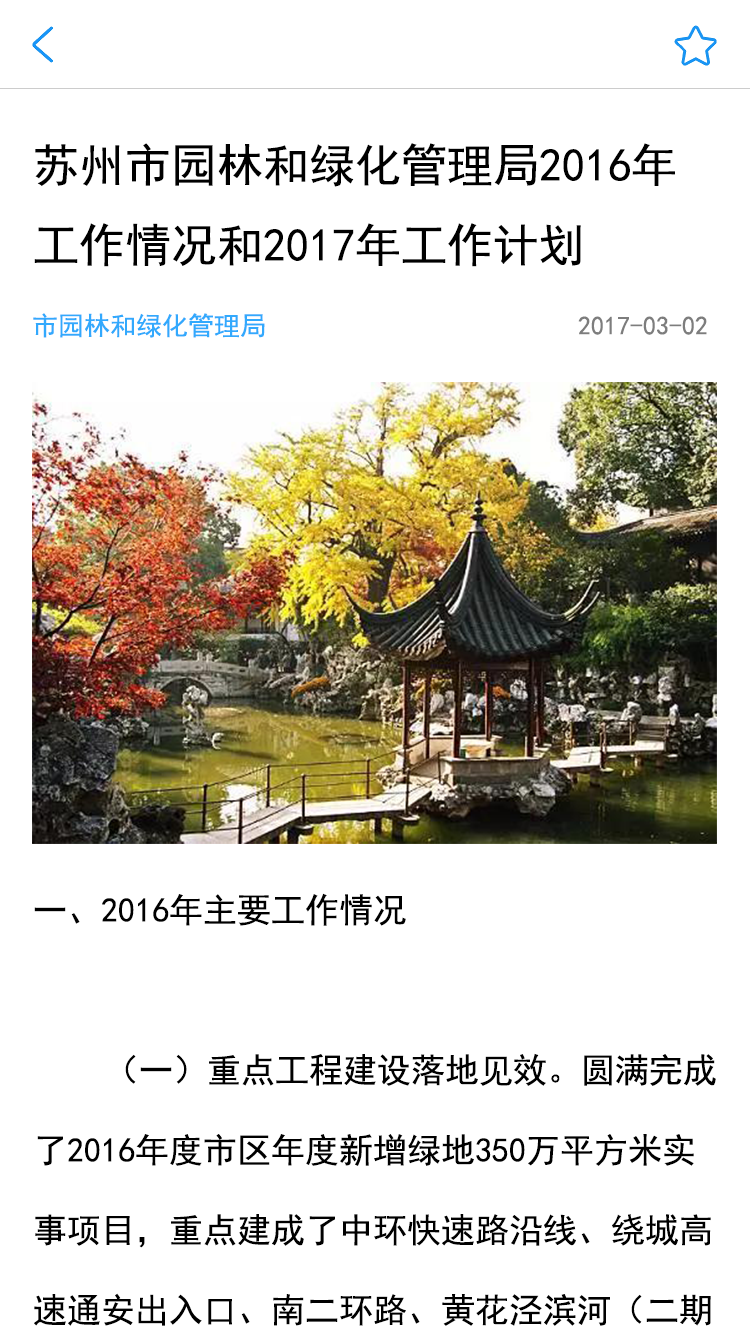 苏州市园林和绿化管理局2016年
工作情况和2017年工作计划
市园林和绿化管理局 2017-03-02
一、2016年主要工作情况
（一）重点工程建设落地见效。圆满完成
了2016年度市区年度新增绿地350万平方米实
事项目，重点建成了中环快速路沿线、绕城高
速通安出入口、南二环路、黄花泾滨河（二期